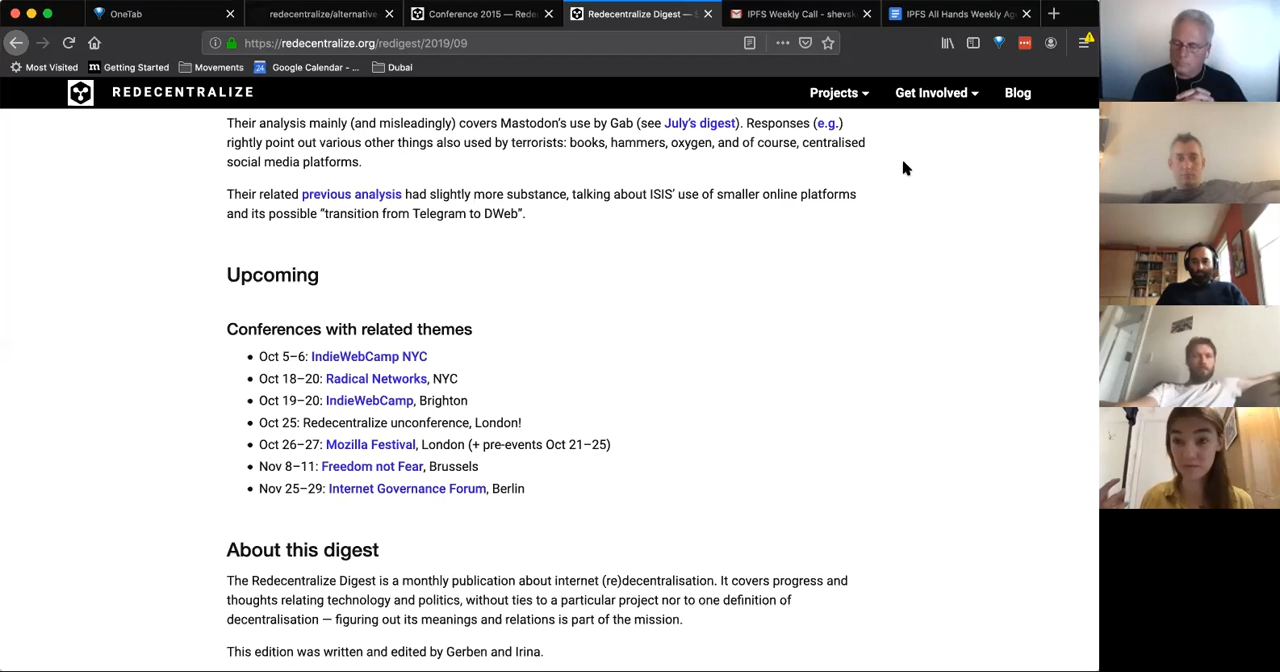 OneTab
redecentralize/alternative
Conference 2015 — Rede
Redecentralize Digest — S
IPFS Weekly Call - shevsk
IPFS All Hands Weekly Ag
https://redecentralize.org/redigest/2019/09
Most Visited
Getting Started
Movements
24 Google Calendar - ...
Dubai
REDECENTRALIZE
Projects
Get Involved
Blog
Their analysis mainly (and misleadingly) covers Mastodon's use by Gab (see July's digest). Responses (e.g.)
rightly point out various other things also used by terrorists: books, hammers, oxygen, and of course, centralised
social media platforms.
Their related previous analysis had slightly more substance, talking about ISIS' use of smaller online platforms
and its possible “transition from Telegram to DWeb”.
Upcoming
Conferences with related themes
• Oct 5–6: IndieWebCamp NYC
• Oct 18–20: Radical Networks, NYC
• Oct 19–20: IndieWebCamp, Brighton
• Oct 25: Redecentralize unconference, London!
• Oct 26–27: Mozilla Festival, London (+ pre-events Oct 21–25)
• Nov 8–11: Freedom not Fear, Brussels
• Nov 25–29: Internet Governance Forum, Berlin
About this digest
The Redecentralize Digest is a monthly publication about internet (re)decentralisation. It covers progress and
thoughts relating technology and politics, without ties to a particular project nor to one definition of
decentralisation — figuring out its meanings and relations is part of the mission.
This edition was written and edited by Gerben and Irina.